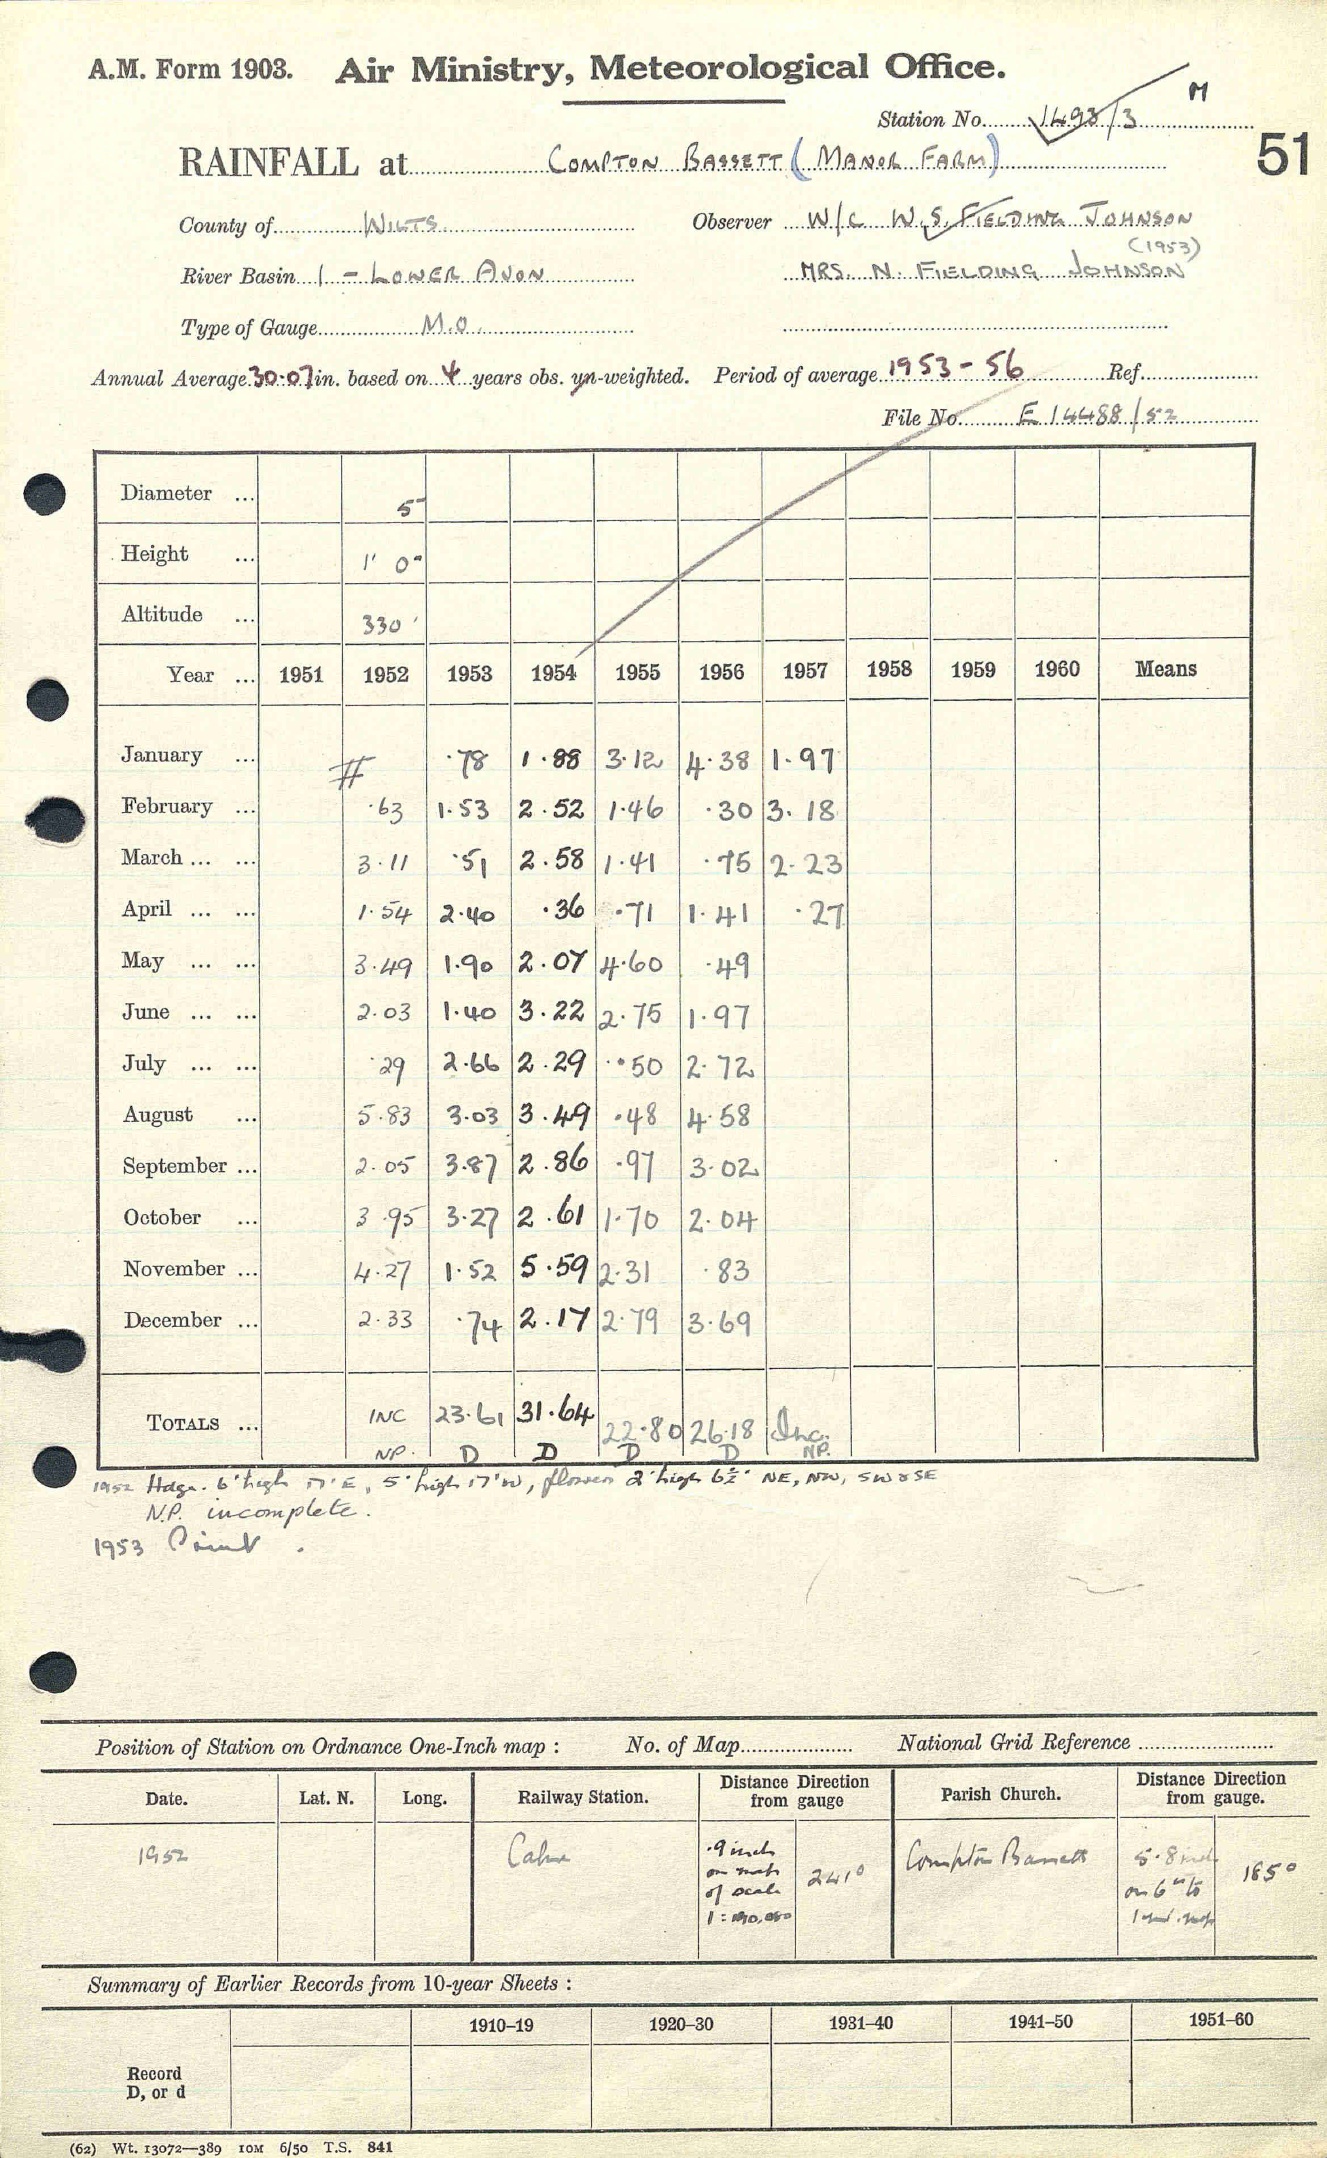 A.M. Form 1903. Air Ministry, Meteorological Office.
M
Station No. 1493/3
51
RAINFALL at COMPTON BASSETT (MANOR FARM)
County of WILTS. Observer W/C W.S. FIELDING JOHNSON
(1953)
River Basin 1 - LOWER AVON MRS. N. FIELDING JOHNSON
Type of Gauge M.O.
Annual Average 30.07 in. based on 4 years obs. un-weighted. Period of average 1953-56 Ref.
File No. E14488/52
Diameter ... 5"
Height ... 1' 0"
Altitude ... 330'
Year ... 1951 1952 1953 1954 1955 1956 1957 1958 1959 1960 Means
January ... # .78 1.88 3.12 4.38 1.97
February ... .63 1.53 2.52 1.46 .30 3.18
March ... ... 3.11 .51 2.58 1.41 .75 2.23
April ... ... 1.54 2.40 .36 .71 1.41 .27
May ... ... 3.49 1.90 2.07 4.60 .49
June ... ... 2.03 1.40 3.22 2.75 1.97
July ... ... .29 2.66 2.29 .50 2.72
August ... 5.83 3.03 3.49 .48 4.58
September ... 2.05 3.87 2.86 .97 3.02
October ... 3.95 3.27 2.61 1.70 2.04
November ... 4.27 1.52 5.59 2.31 .83
December ... 2.33 .74 2.17 2.79 3.69
TOTALS ... INC 23.61 31.64 22.80 26.18 Inc.
NP. D D D D NP.
1952 Hdge. 6' high 17' E, 5' high 17' W, flowers 2' high 6½' NE, NW, SW & SE
N.P. incomplete.
1953
Position of Station on Ordnance One-Inch map : No. of Map National Grid Reference
Date. Lat. N. Long. Railway Station. Distance Direction from gauge Parish Church. Distance Direction from gauge.
1952 Calne .9 inch on map of scale 241° Compton Bassett 5.8 inch on 6" to 1 mile map 185°
Summary of Earlier Records from 10-year Sheets :
1910–19 1920–30 1931–40 1941–50 1951–60
Record
D, or d
(62) Wt. 13072—389 10M 6/50 T.S. 841